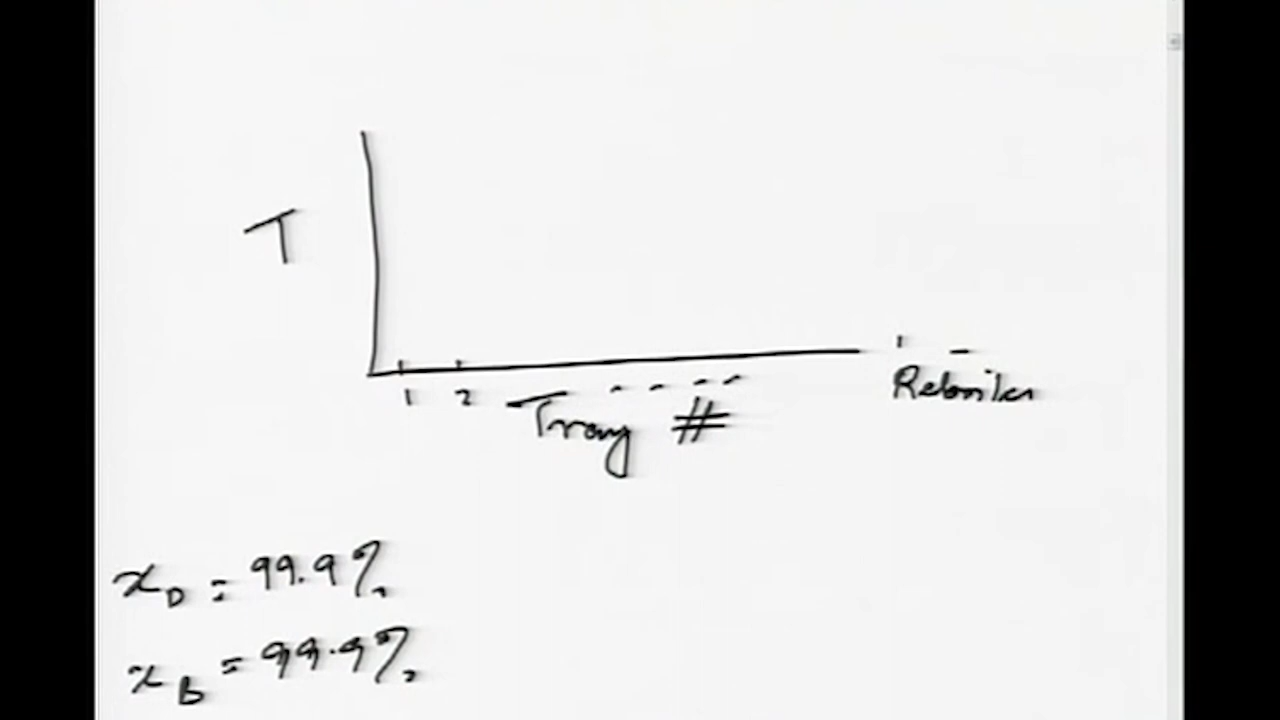 T
1 2 ---- Reboiler
Tray #
x_D = 99.9%
x_B = 99.9%